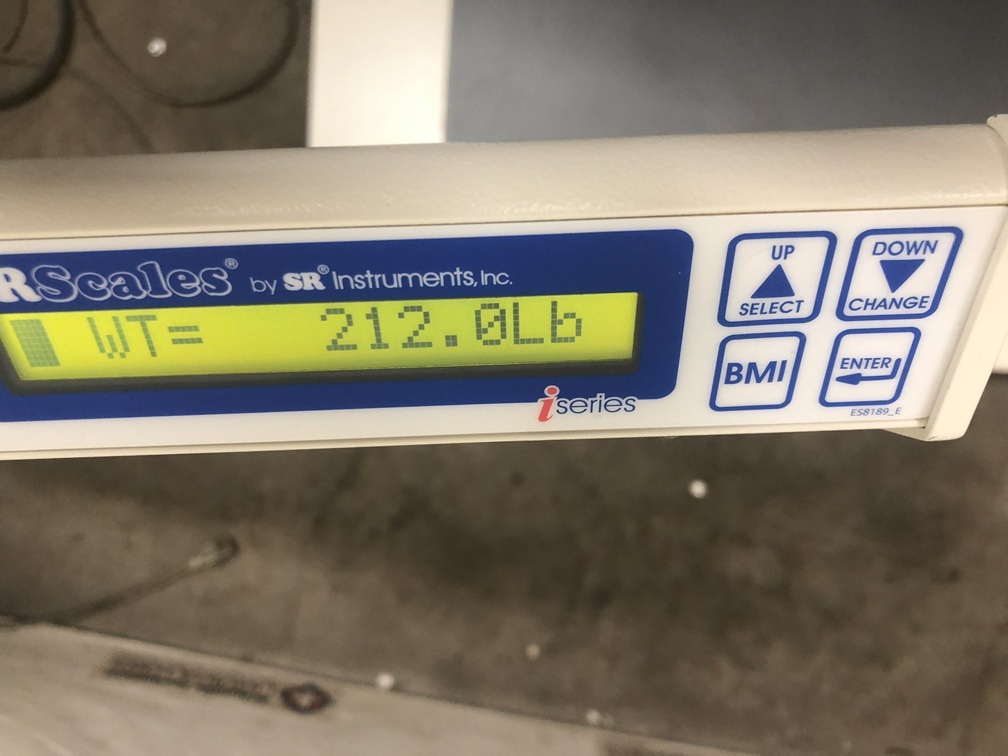 RScales® by SR® Instruments, Inc.
WT= 212.0Lb
iseries
UP
SELECT
DOWN
CHANGE
BMI
ENTER
ES8189_E